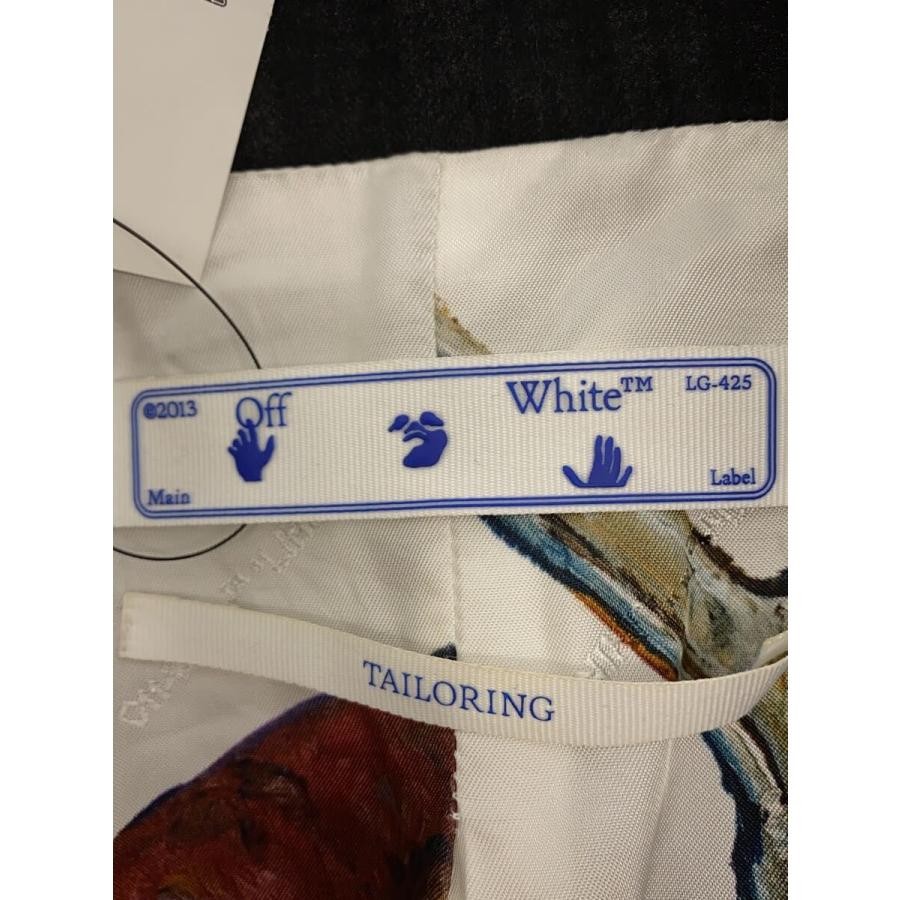 ©2013 Off White™ LG-425
Main Label
TAILORING